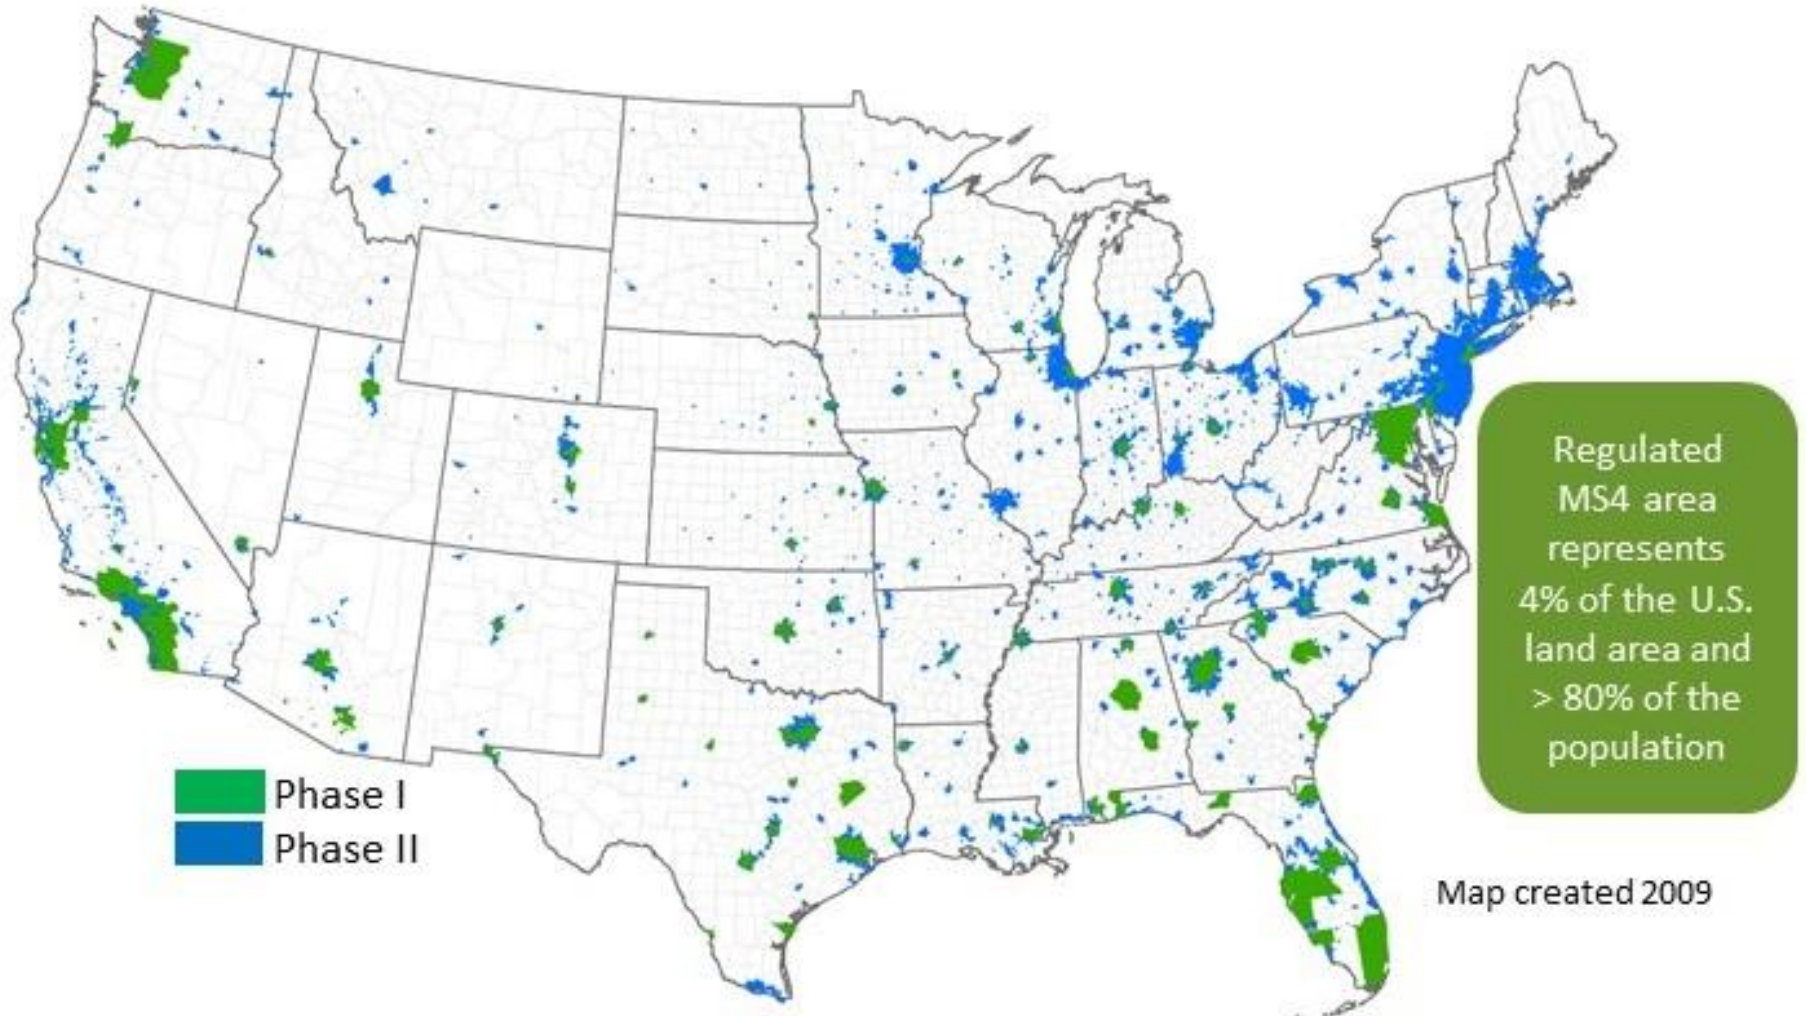 Regulated
MS4 area
represents
4% of the U.S.
land area and
> 80% of the
population
Phase I
Phase II
Map created 2009